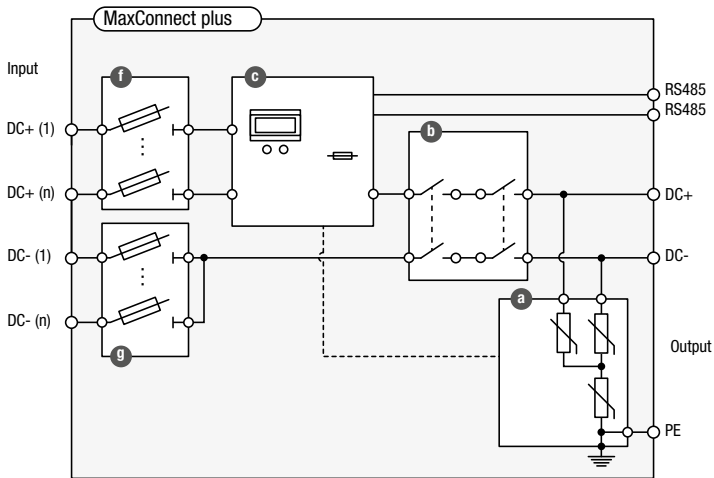 MaxConnect plus
Input
f
c
RS485
RS485
DC+ (1)
b
DC+ (n)
DC+
DC- (1)
DC-
a
DC- (n)
g
Output
PE